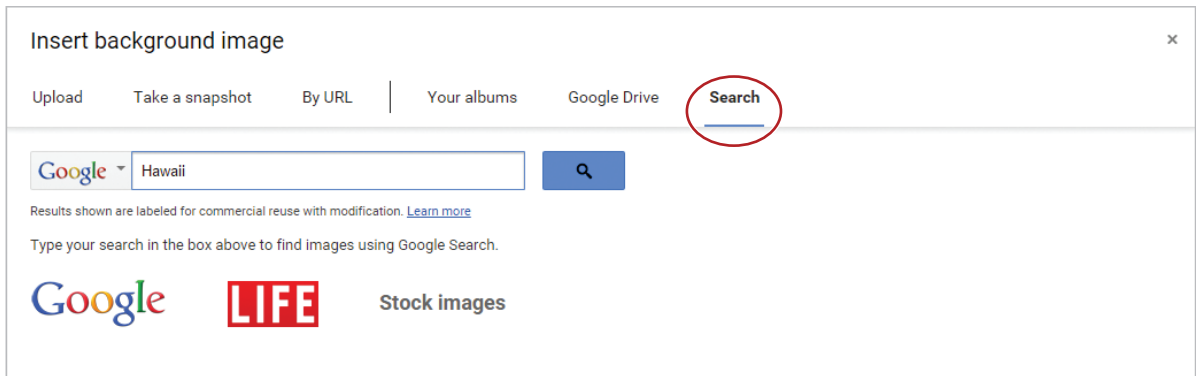 Insert background image ×
Upload Take a snapshot By URL Your albums Google Drive Search
Google Hawaii
Results shown are labeled for commercial reuse with modification. Learn more
Type your search in the box above to find images using Google Search.
Google LIFE Stock images